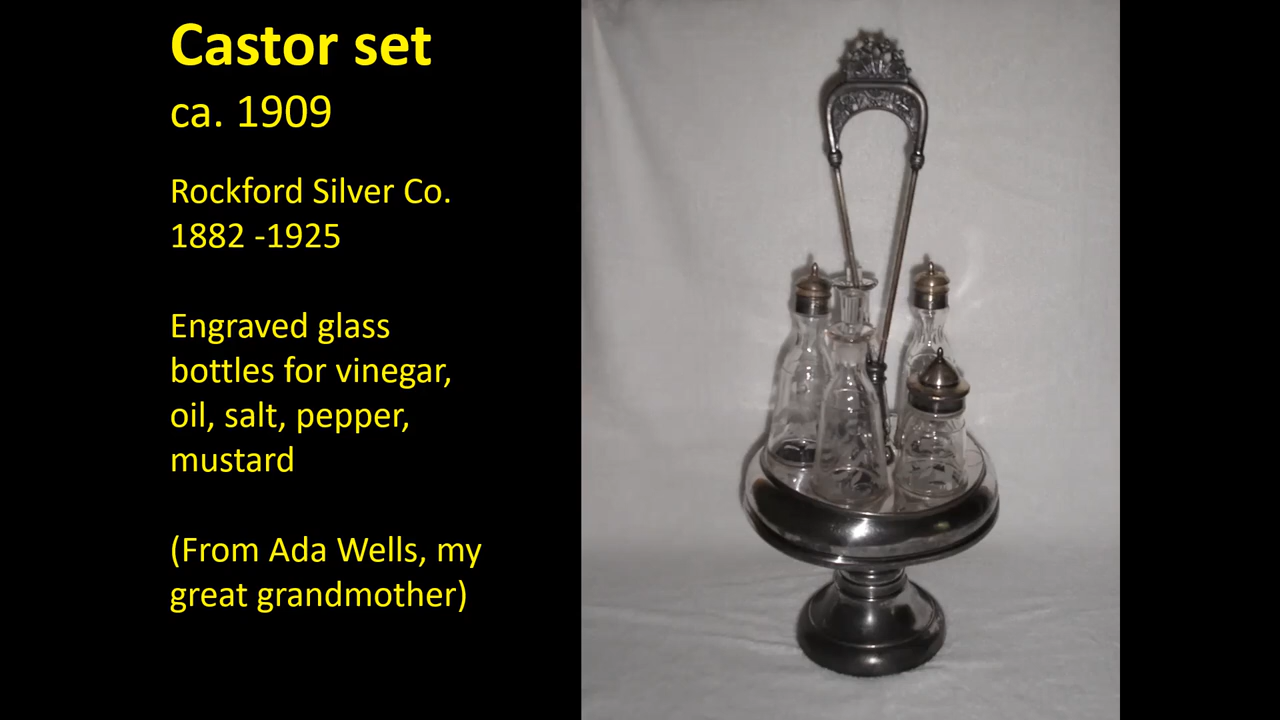 Castor set
ca. 1909
Rockford Silver Co.
1882 -1925
Engraved glass
bottles for vinegar,
oil, salt, pepper,
mustard
(From Ada Wells, my
great grandmother)